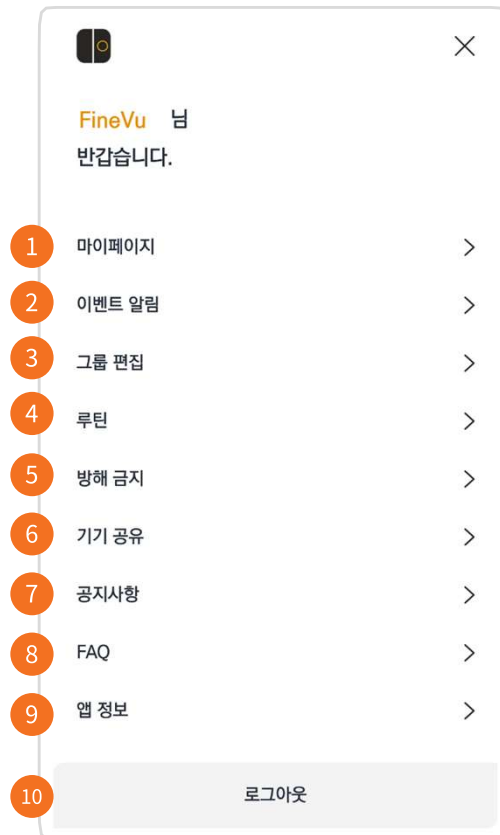 FineVu 님
반갑습니다.
1 마이페이지
2 이벤트 알림
3 그룹 편집
4 루틴
5 방해 금지
6 기기 공유
7 공지사항
8 FAQ
9 앱 정보
10 로그아웃